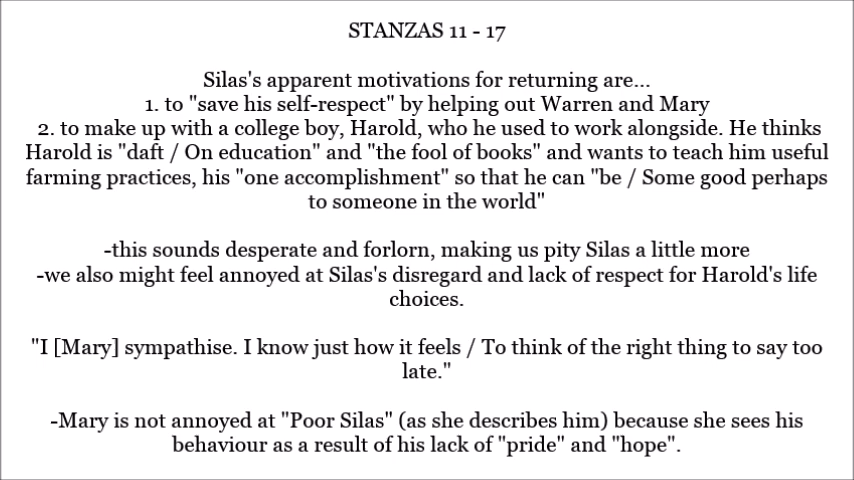 STANZAS 11 - 17
Silas's apparent motivations for returning are...
1. to "save his self-respect" by helping out Warren and Mary
2. to make up with a college boy, Harold, who he used to work alongside. He thinks
Harold is "daft / On education" and "the fool of books" and wants to teach him useful
farming practices, his "one accomplishment" so that he can "be / Some good perhaps
to someone in the world"
-this sounds desperate and forlorn, making us pity Silas a little more
-we also might feel annoyed at Silas's disregard and lack of respect for Harold's life
choices.
"I [Mary] sympathise. I know just how it feels / To think of the right thing to say too
late."
-Mary is not annoyed at "Poor Silas" (as she describes him) because she sees his
behaviour as a result of his lack of "pride" and "hope".